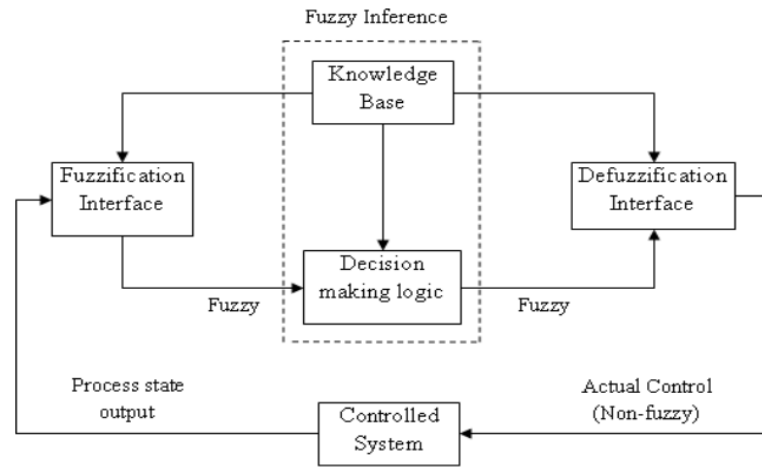 Fuzzy Inference
Knowledge
Base
Fuzzification
Interface
Defuzzification
Interface
Decision
making logic
Fuzzy
Fuzzy
Process state
output
Actual Control
(Non-fuzzy)
Controlled
System